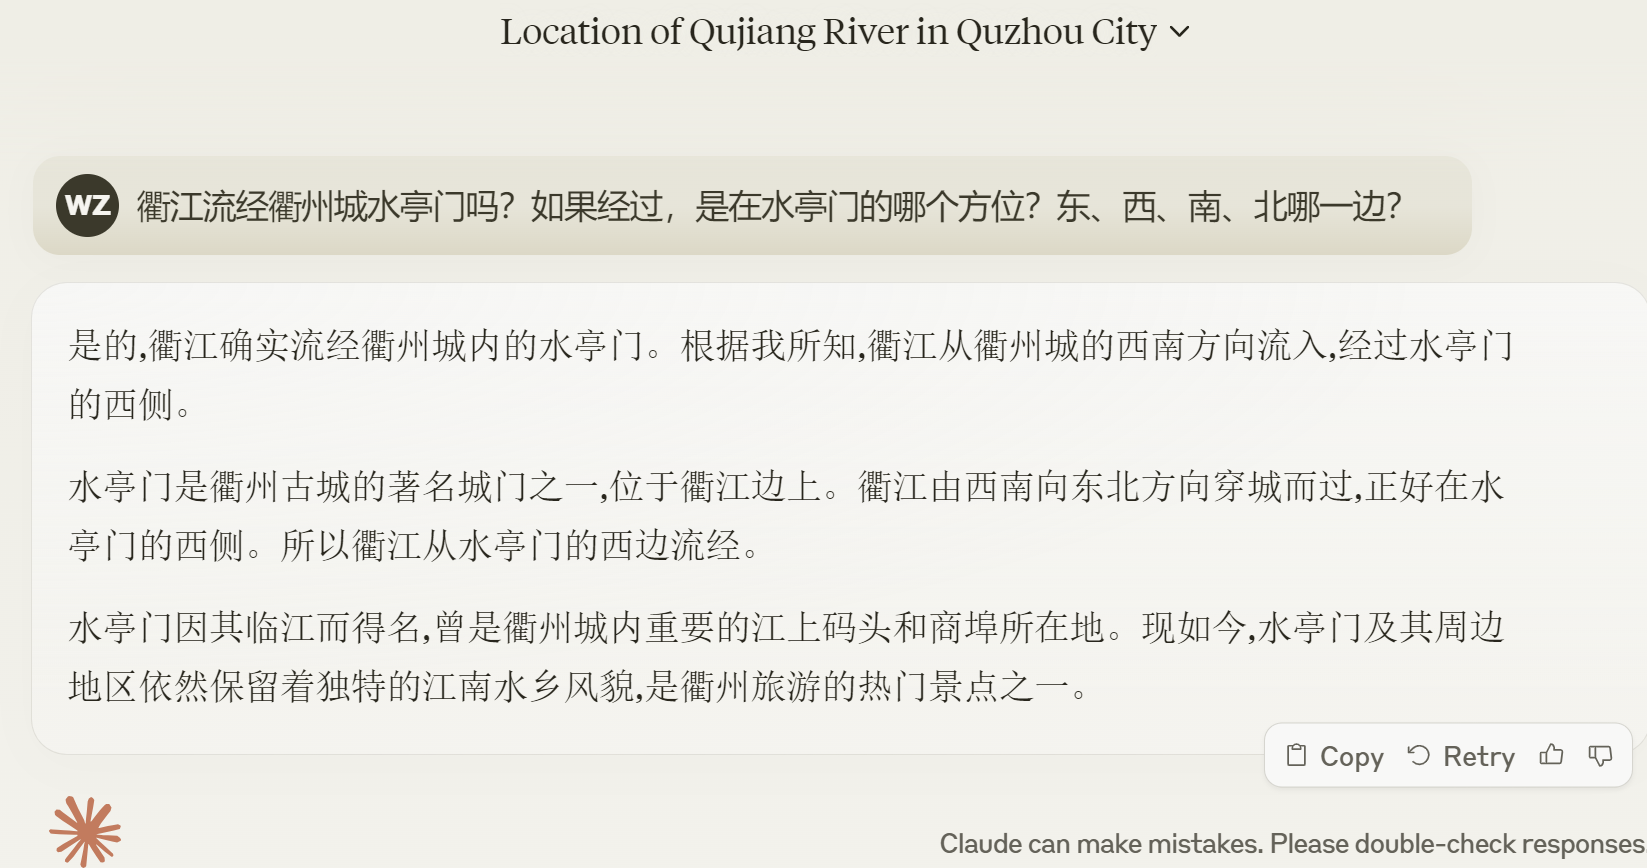 Location of Qujiang River in Quzhou City
WZ
衢江流经衢州城水亭门吗？如果经过，是在水亭门的哪个方位？东、西、南、北哪一边？
是的,衢江确实流经衢州城内的水亭门。根据我所知,衢江从衢州城的西南方向流入,经过水亭门
的西侧。
水亭门是衢州古城的著名城门之一,位于衢江边上。衢江由西南向东北方向穿城而过,正好在水
亭门的西侧。所以衢江从水亭门的西边流经。
水亭门因其临江而得名,曾是衢州城内重要的江上码头和商埠所在地。现如今,水亭门及其周边
地区依然保留着独特的江南水乡风貌,是衢州旅游的热门景点之一。
Copy Retry
Claude can make mistakes. Please double-check responses